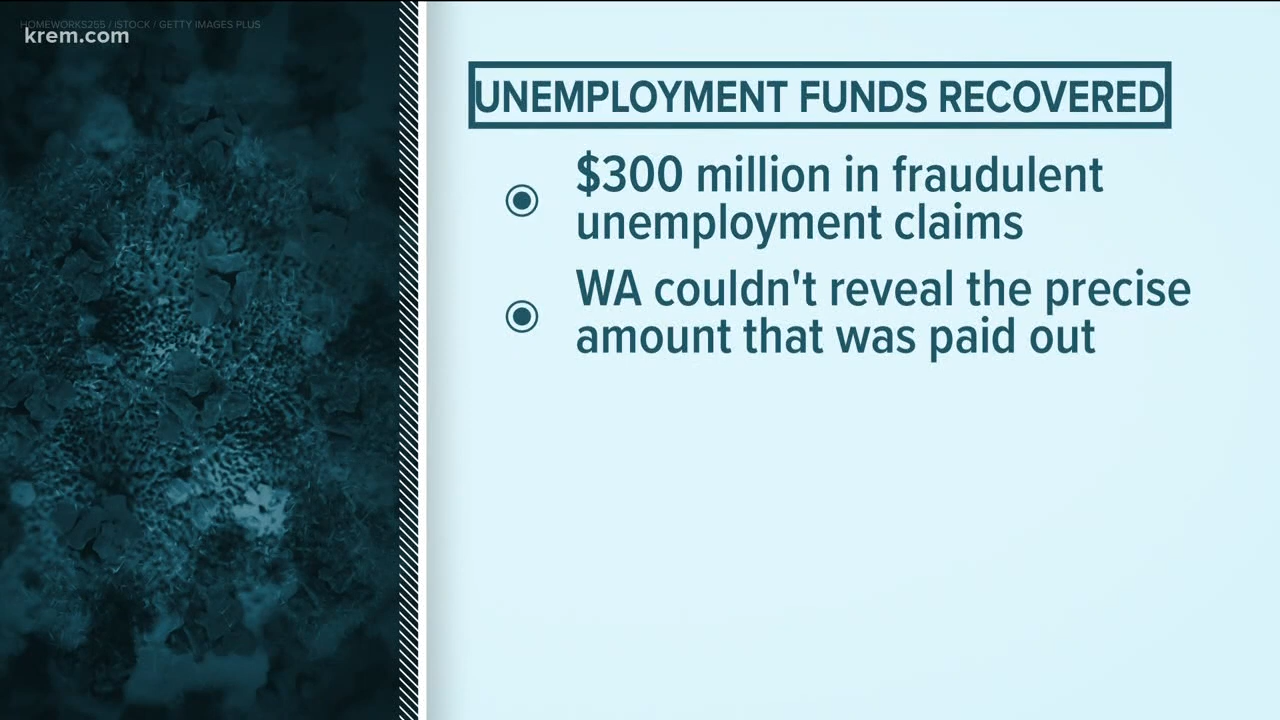 HOMEWORKS255 / ISTOCK / GETTY IMAGES PLUS
krem.com
UNEMPLOYMENT FUNDS RECOVERED
$300 million in fraudulent
unemployment claims
WA couldn't reveal the precise
amount that was paid out